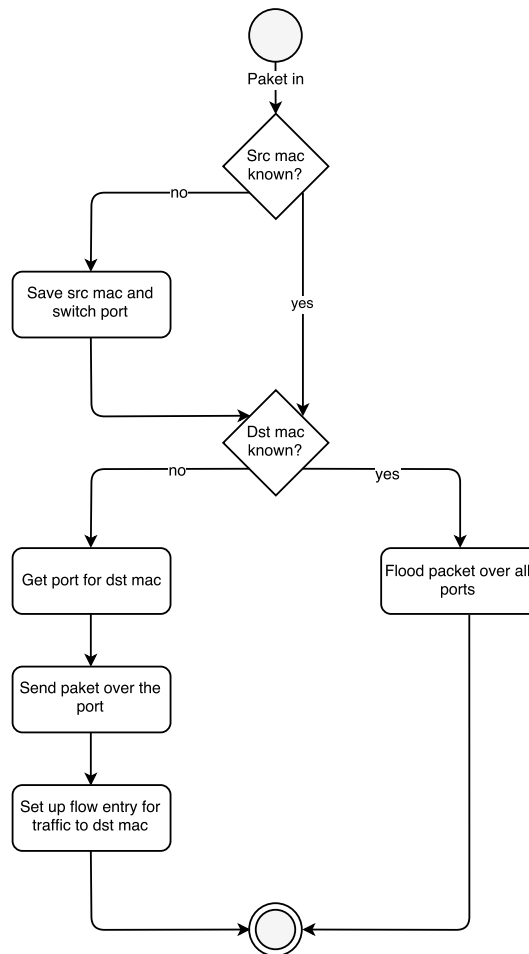 Paket in
Src mac
known?
no
Save src mac and
switch port
yes
Dst mac
known?
no
yes
Get port for dst mac
Flood packet over all
ports
Send paket over the
port
Set up flow entry for
traffic to dst mac